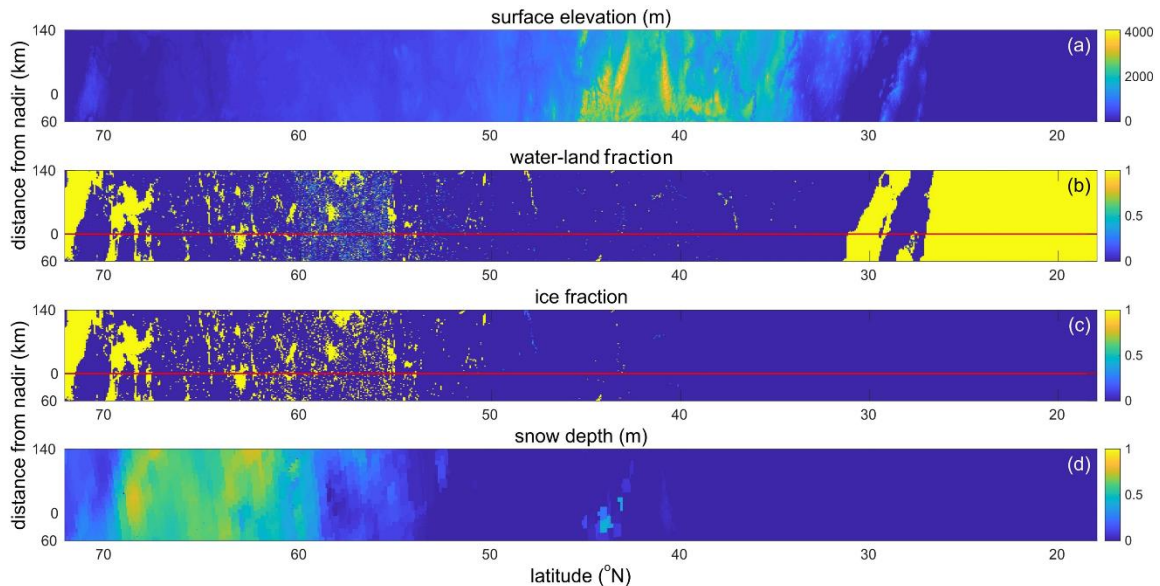 surface elevation (m)
(a)
140
0
60
distance from nadir (km)
70 60 50 40 30 20
4000
2000
0
water-land fraction
(b)
140
0
60
70 60 50 40 30 20
1
0.5
0
ice fraction
(c)
140
0
60
distance from nadir (km)
70 60 50 40 30 20
1
0.5
0
snow depth (m)
(d)
140
0
60
70 60 50 40 30 20
1
0.5
0
latitude (°N)